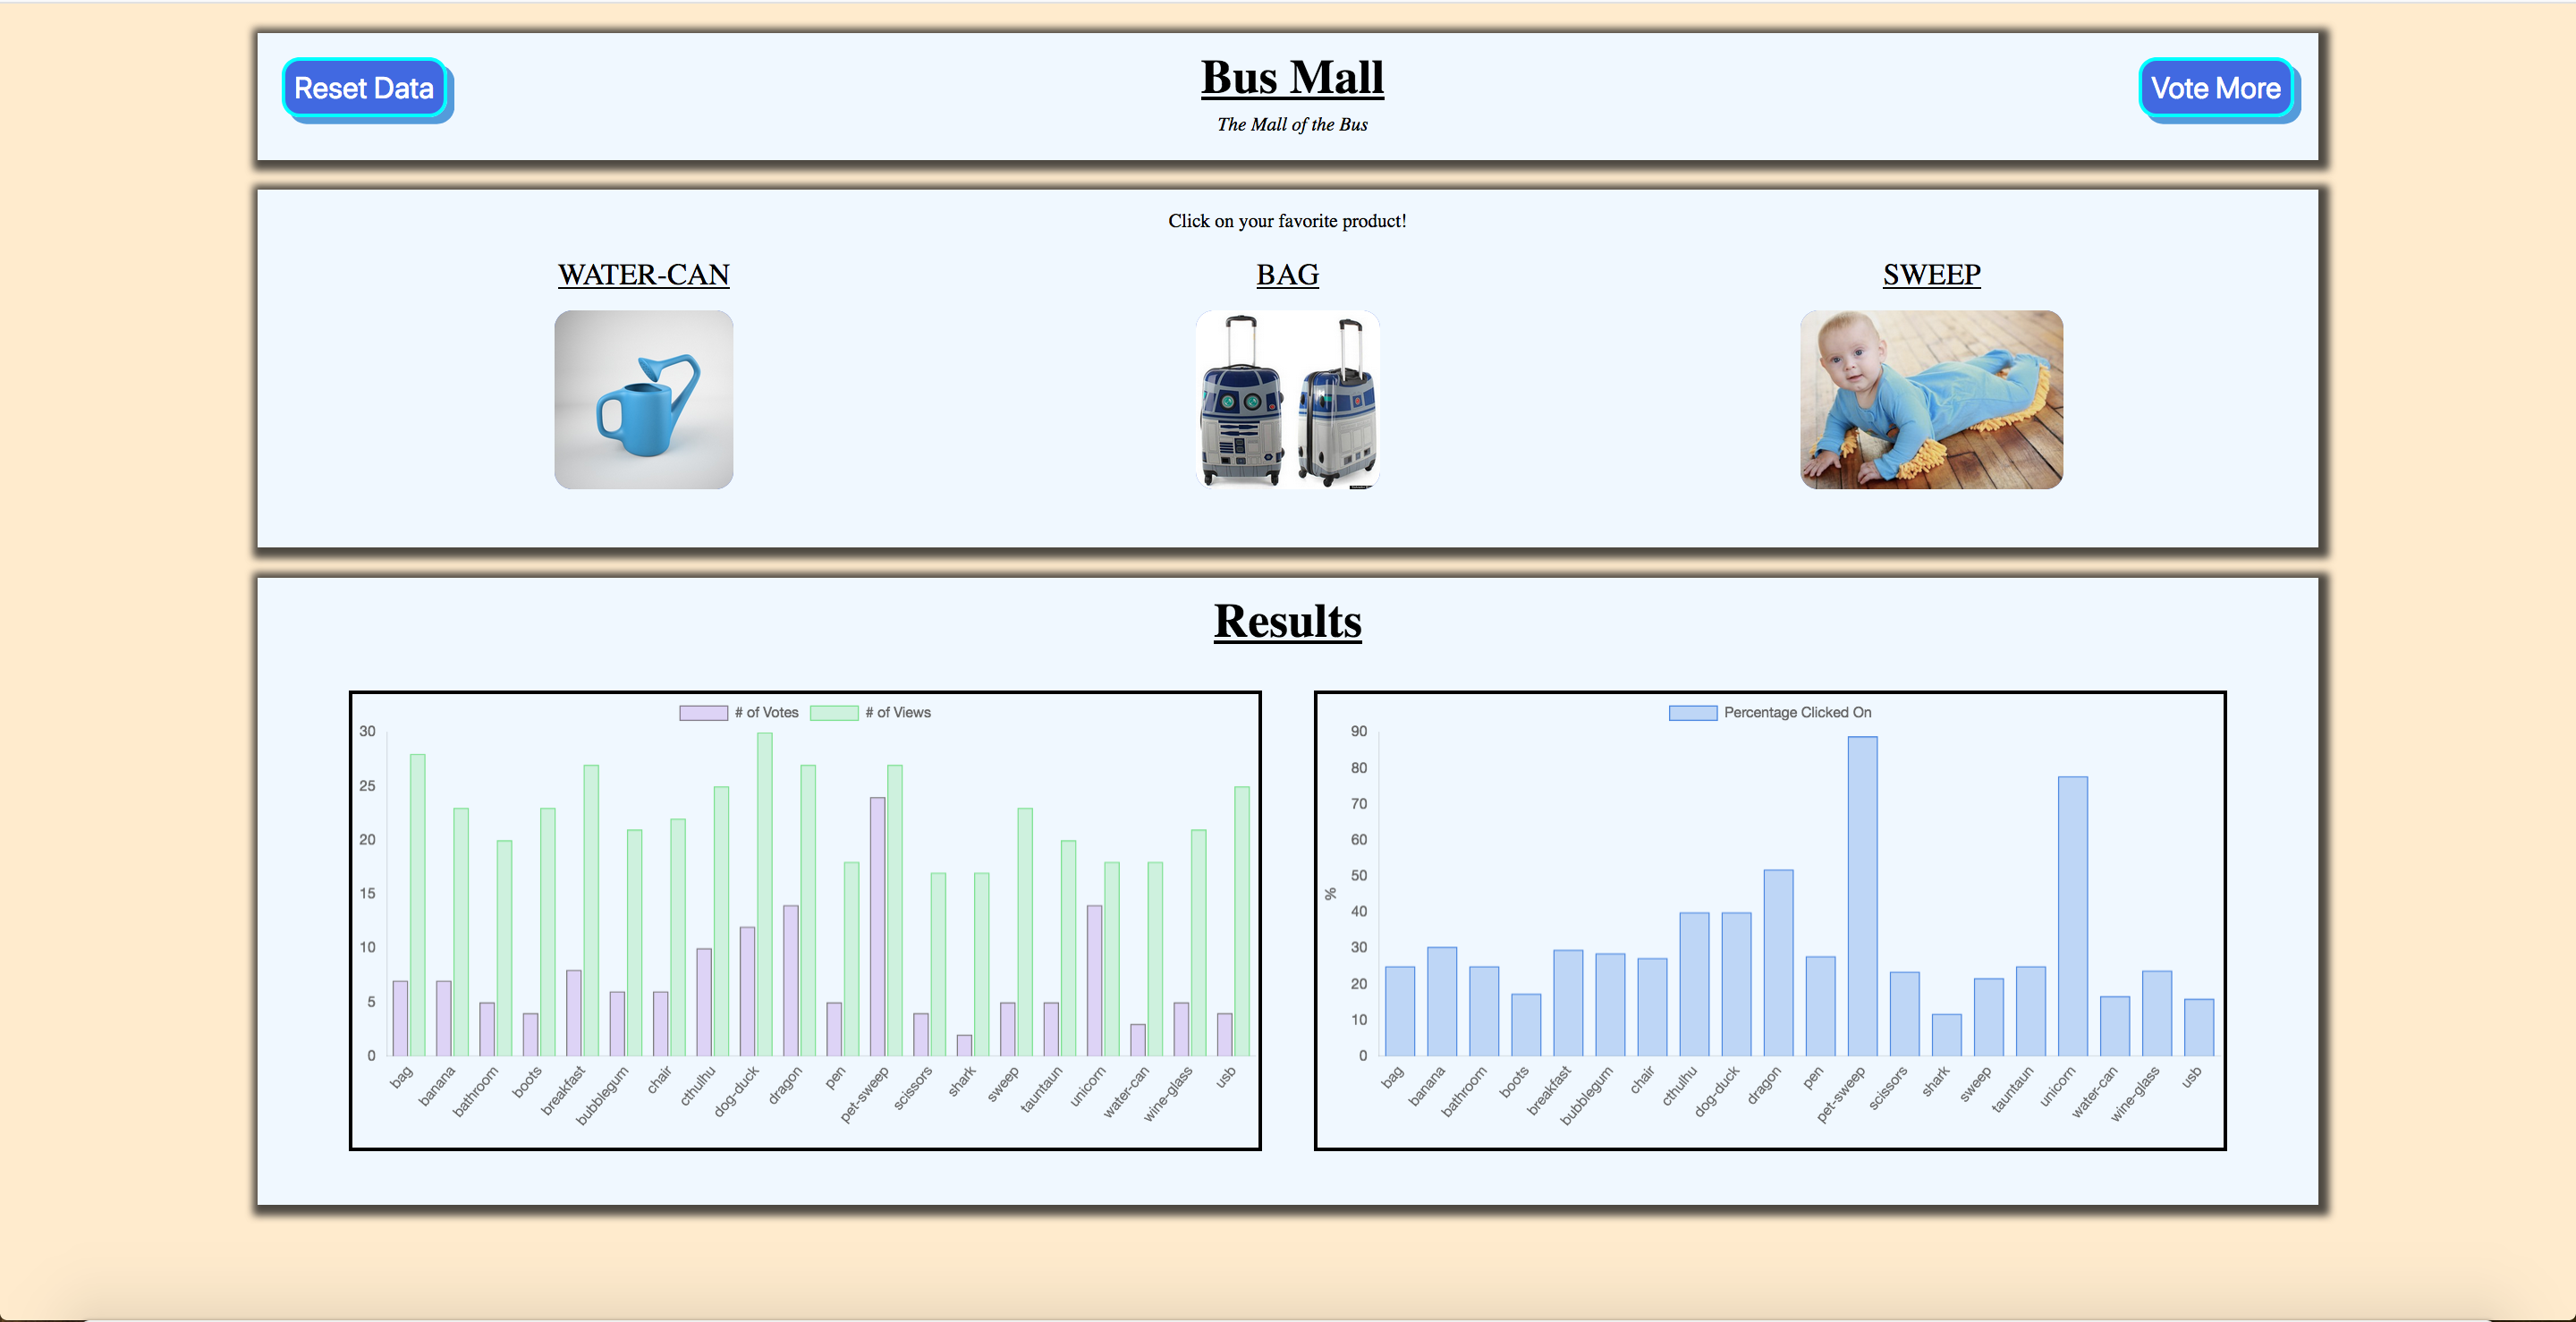 Reset Data
Bus Mall
The Mall of the Bus
Vote More
Click on your favorite product!
WATER-CAN
BAG
SWEEP
Results
# of Votes # of Views
30
25
20
15
10
5
0
bag banana bathroom boots breakfast bubblegum chair cthulhu dog-duck dragon pen pet-sweep scissors shark sweep tauntaun unicorn water-can wine-glass usb
Percentage Clicked On
%
90
80
70
60
50
40
30
20
10
0
bag banana bathroom boots breakfast bubblegum chair cthulhu dog-duck dragon pen pet-sweep scissors shark sweep tauntaun unicorn water-can wine-glass usb